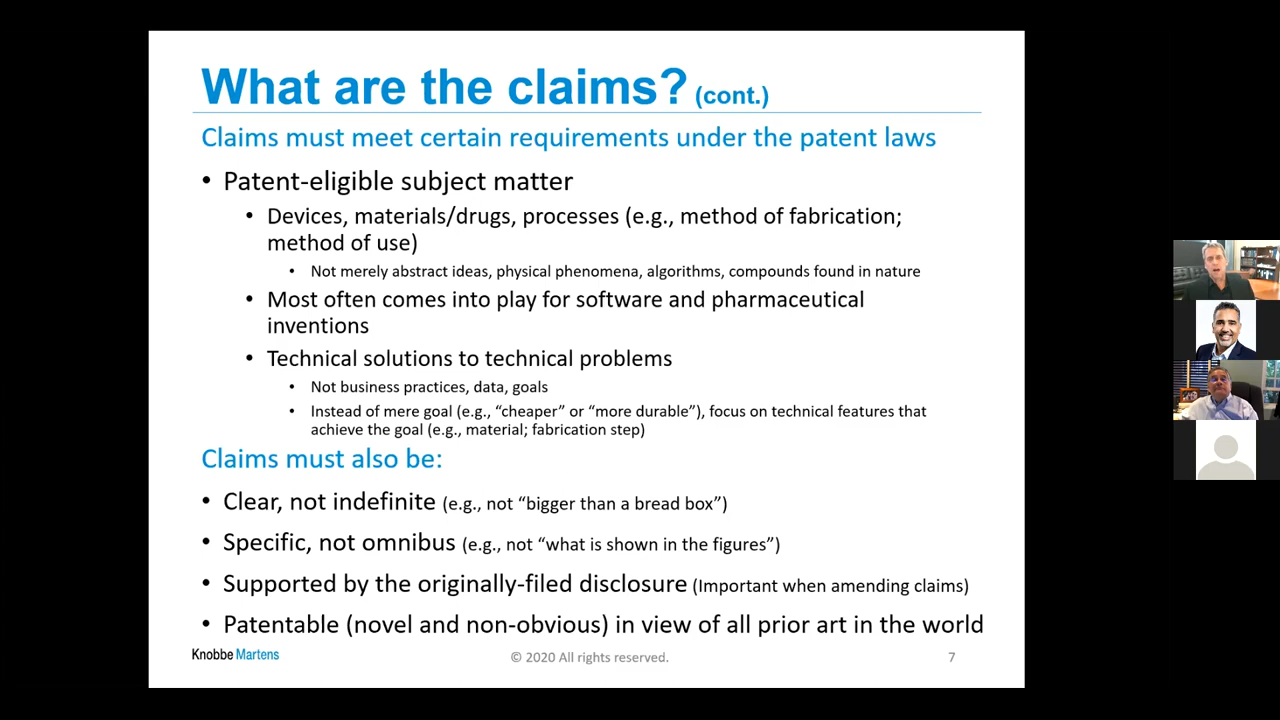 What are the claims? (cont.)
Claims must meet certain requirements under the patent laws
• Patent-eligible subject matter
• Devices, materials/drugs, processes (e.g., method of fabrication;
method of use)
• Not merely abstract ideas, physical phenomena, algorithms, compounds found in nature
• Most often comes into play for software and pharmaceutical
inventions
• Technical solutions to technical problems
• Not business practices, data, goals
• Instead of mere goal (e.g., “cheaper” or “more durable”), focus on technical features that
achieve the goal (e.g., material; fabrication step)
Claims must also be:
• Clear, not indefinite (e.g., not “bigger than a bread box”)
• Specific, not omnibus (e.g., not “what is shown in the figures”)
• Supported by the originally-filed disclosure (Important when amending claims)
• Patentable (novel and non-obvious) in view of all prior art in the world
Knobbe Martens
© 2020 All rights reserved.
7